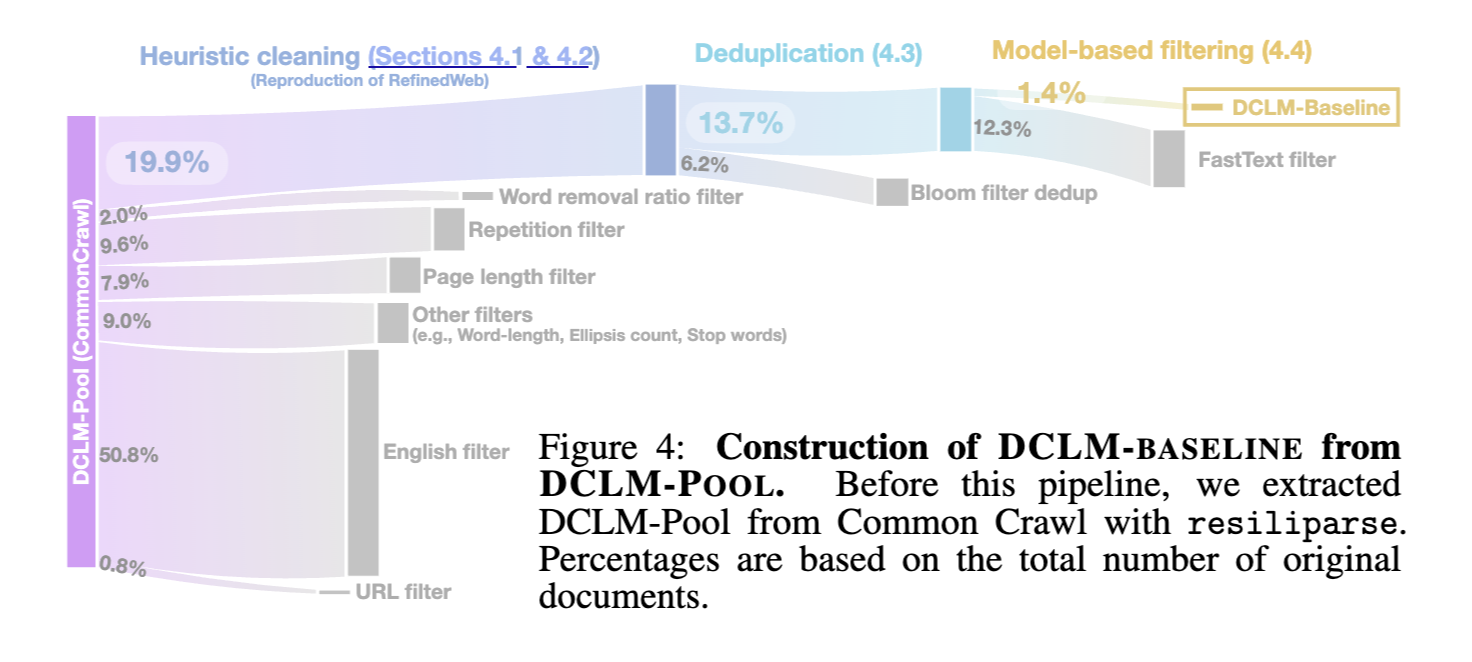 Heuristic cleaning (Sections 4.1 & 4.2)
(Reproduction of RefinedWeb)
Deduplication (4.3)
Model-based filtering (4.4)
1.4%
DCLM-Baseline
13.7%
12.3%
FastText filter
19.9%
6.2%
Bloom filter dedup
Word removal ratio filter
2.0%
Repetition filter
9.6%
Page length filter
7.9%
Other filters
(e.g., Word-length, Ellipsis count, Stop words)
9.0%
DCLM-Pool (CommonCrawl)
English filter
50.8%
0.8%
URL filter
Figure 4: Construction of DCLM-BASELINE from
DCLM-POOL. Before this pipeline, we extracted
DCLM-Pool from Common Crawl with resiliparse.
Percentages are based on the total number of original
documents.